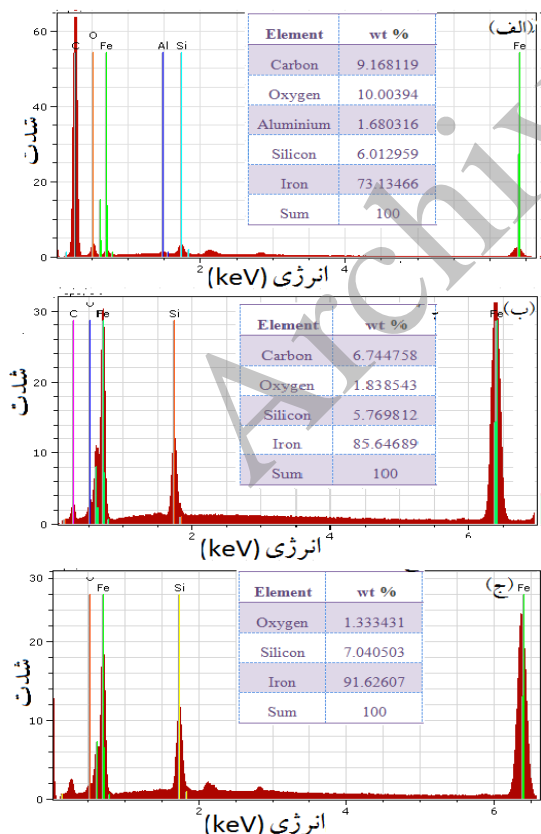 (الف)
60
40
20
0
شدت
C O Fe Al Si Fe
Element wt %
Carbon 9.168119
Oxygen 10.00394
Aluminium 1.680316
Silicon 6.012959
Iron 73.13466
Sum 100
2 4 6
انرژی (keV)
(ب)
30
20
10
0
شدت
C Fe Si Fe
Element wt %
Carbon 6.744758
Oxygen 1.838543
Silicon 5.769812
Iron 85.64689
Sum 100
2 4 6
انرژی (keV)
(ج)
30
20
10
0
شدت
Fe Si Fe
Element wt %
Oxygen 1.333431
Silicon 7.040503
Iron 91.62607
Sum 100
2 4 6
انرژی (keV)
Archiv